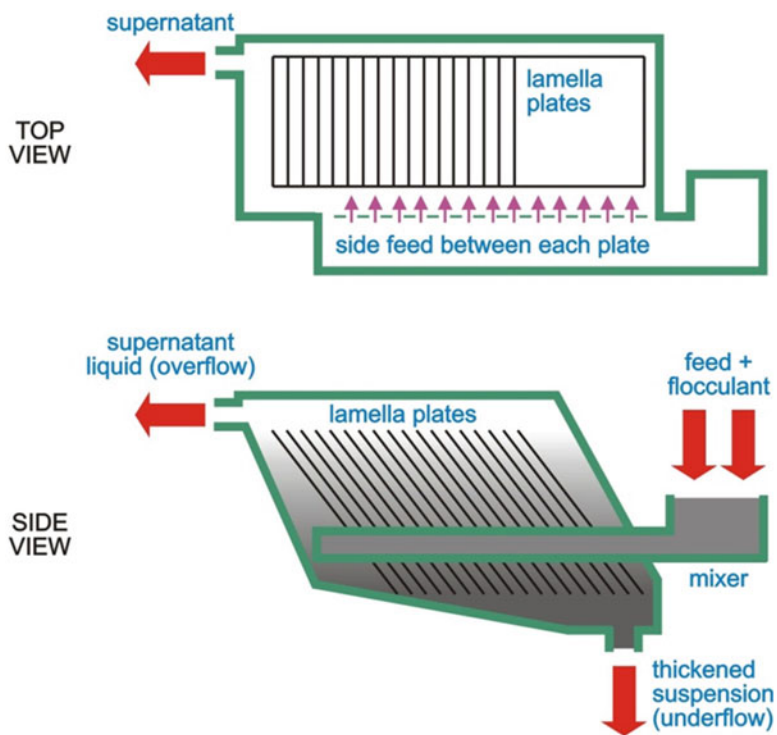 supernatant
TOP
VIEW
lamella
plates
side feed between each plate
supernatant
liquid (overflow)
feed +
flocculant
lamella plates
SIDE
VIEW
mixer
thickened
suspension
(underflow)